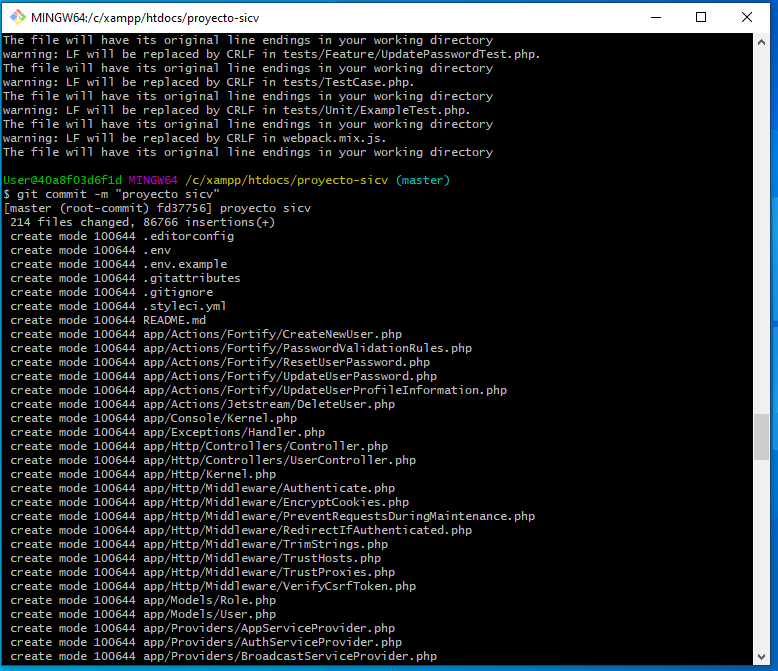 MINGW64:/c/xampp/htdocs/proyecto-sicv
The file will have its original line endings in your working directory
warning: LF will be replaced by CRLF in tests/Feature/UpdatePasswordTest.php.
The file will have its original line endings in your working directory
warning: LF will be replaced by CRLF in tests/TestCase.php.
The file will have its original line endings in your working directory
warning: LF will be replaced by CRLF in tests/Unit/ExampleTest.php.
The file will have its original line endings in your working directory
warning: LF will be replaced by CRLF in webpack.mix.js.
The file will have its original line endings in your working directory
User@40a8f03d6f1d MINGW64 /c/xampp/htdocs/proyecto-sicv (master)
$ git commit -m "proyecto sicv"
[master (root-commit) fd37756] proyecto sicv
214 files changed, 86766 insertions(+)
create mode 100644 .editorconfig
create mode 100644 .env
create mode 100644 .env.example
create mode 100644 .gitattributes
create mode 100644 .gitignore
create mode 100644 .styleci.yml
create mode 100644 README.md
create mode 100644 app/Actions/Fortify/CreateNewUser.php
create mode 100644 app/Actions/Fortify/PasswordValidationRules.php
create mode 100644 app/Actions/Fortify/ResetUserPassword.php
create mode 100644 app/Actions/Fortify/UpdateUserPassword.php
create mode 100644 app/Actions/Fortify/UpdateUserProfileInformation.php
create mode 100644 app/Actions/Jetstream/DeleteUser.php
create mode 100644 app/Console/Kernel.php
create mode 100644 app/Exceptions/Handler.php
create mode 100644 app/Http/Controllers/Controller.php
create mode 100644 app/Http/Controllers/UserController.php
create mode 100644 app/Http/Kernel.php
create mode 100644 app/Http/Middleware/Authenticate.php
create mode 100644 app/Http/Middleware/EncryptCookies.php
create mode 100644 app/Http/Middleware/PreventRequestsDuringMaintenance.php
create mode 100644 app/Http/Middleware/RedirectIfAuthenticated.php
create mode 100644 app/Http/Middleware/TrimStrings.php
create mode 100644 app/Http/Middleware/TrustHosts.php
create mode 100644 app/Http/Middleware/TrustProxies.php
create mode 100644 app/Http/Middleware/VerifyCsrfToken.php
create mode 100644 app/Models/Role.php
create mode 100644 app/Models/User.php
create mode 100644 app/Providers/AppServiceProvider.php
create mode 100644 app/Providers/AuthServiceProvider.php
create mode 100644 app/Providers/BroadcastServiceProvider.php